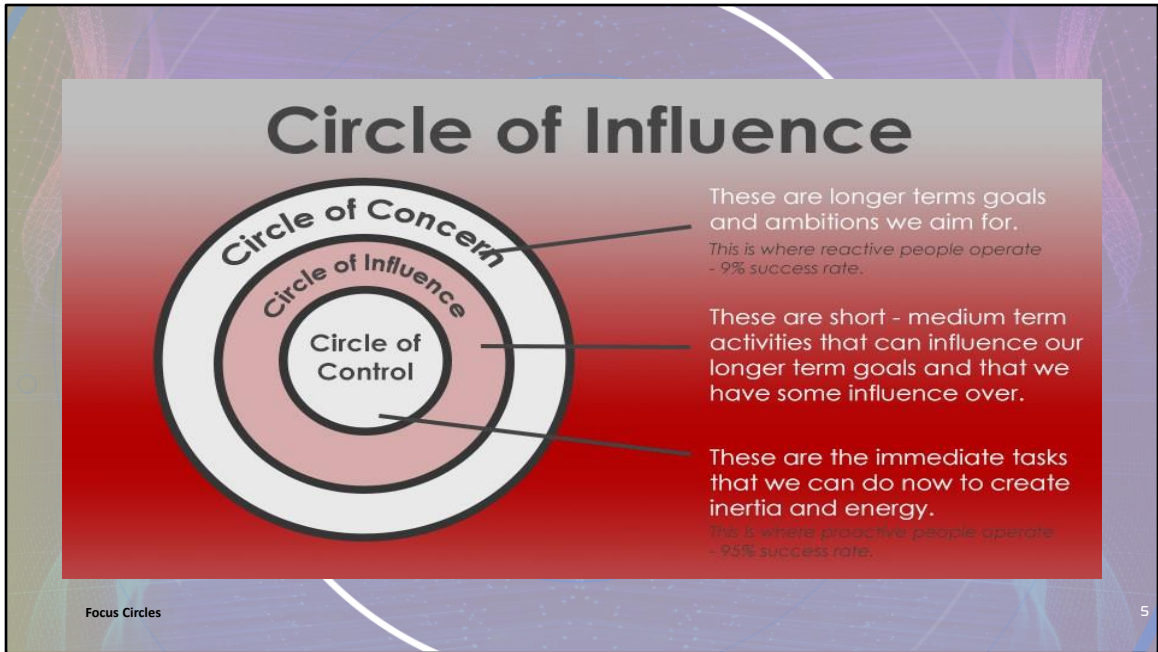 Circle of Influence
Circle of Concern
Circle of Influence
Circle of
Control
These are longer terms goals
and ambitions we aim for.
This is where reactive people operate
- 9% success rate.
These are short - medium term
activities that can influence our
longer term goals and that we
have some influence over.
These are the immediate tasks
that we can do now to create
inertia and energy.
This is where proactive people operate
- 95% success rate.
Focus Circles
5